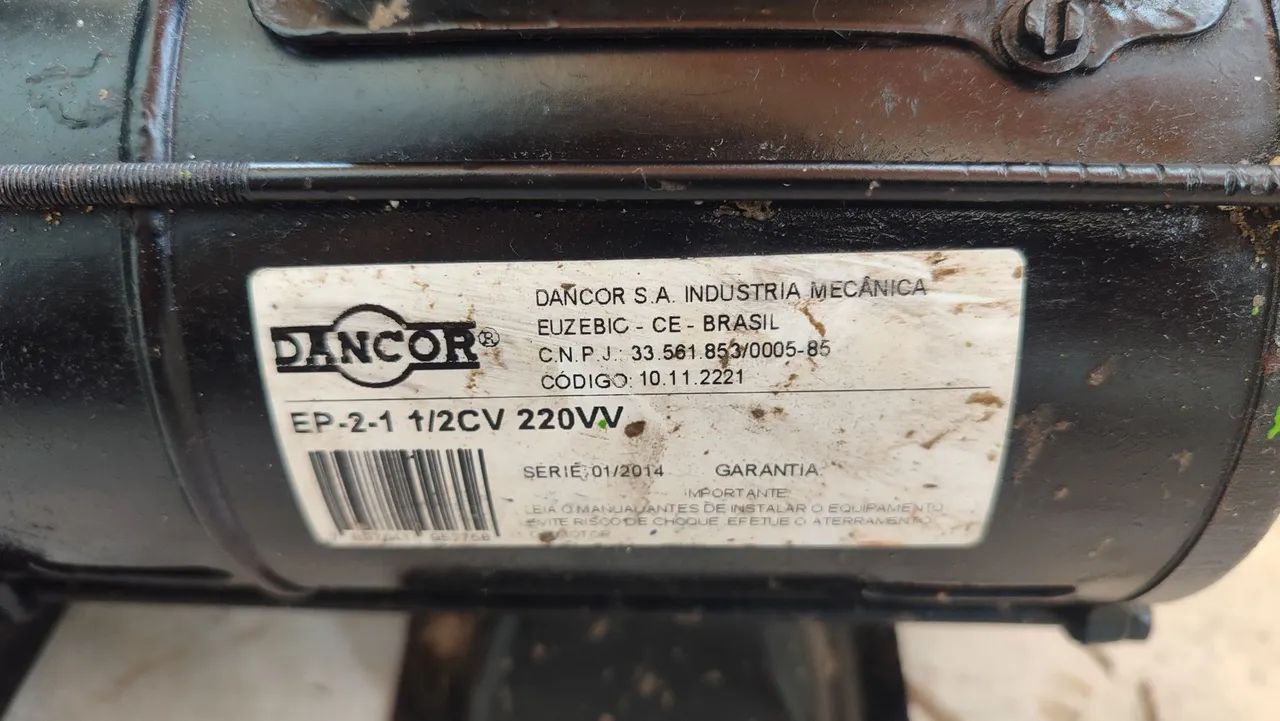 DANCOR®
DANCOR S.A. INDUSTRIA MECÂNICA
EUZEBIO - CE - BRASIL
C.N.P.J.: 33.561.853/0005-85
CÓDIGO: 10.11.2221
EP-2-1 1/2CV 220VV
SERIE: 01/2014 GARANTIA:
IMPORTANTE:
LEIA O MANUAL ANTES DE INSTALAR O EQUIPAMENTO
EVITE RISCO DE CHOQUE. EFETUE O ATERRAMENTO
MOTOR